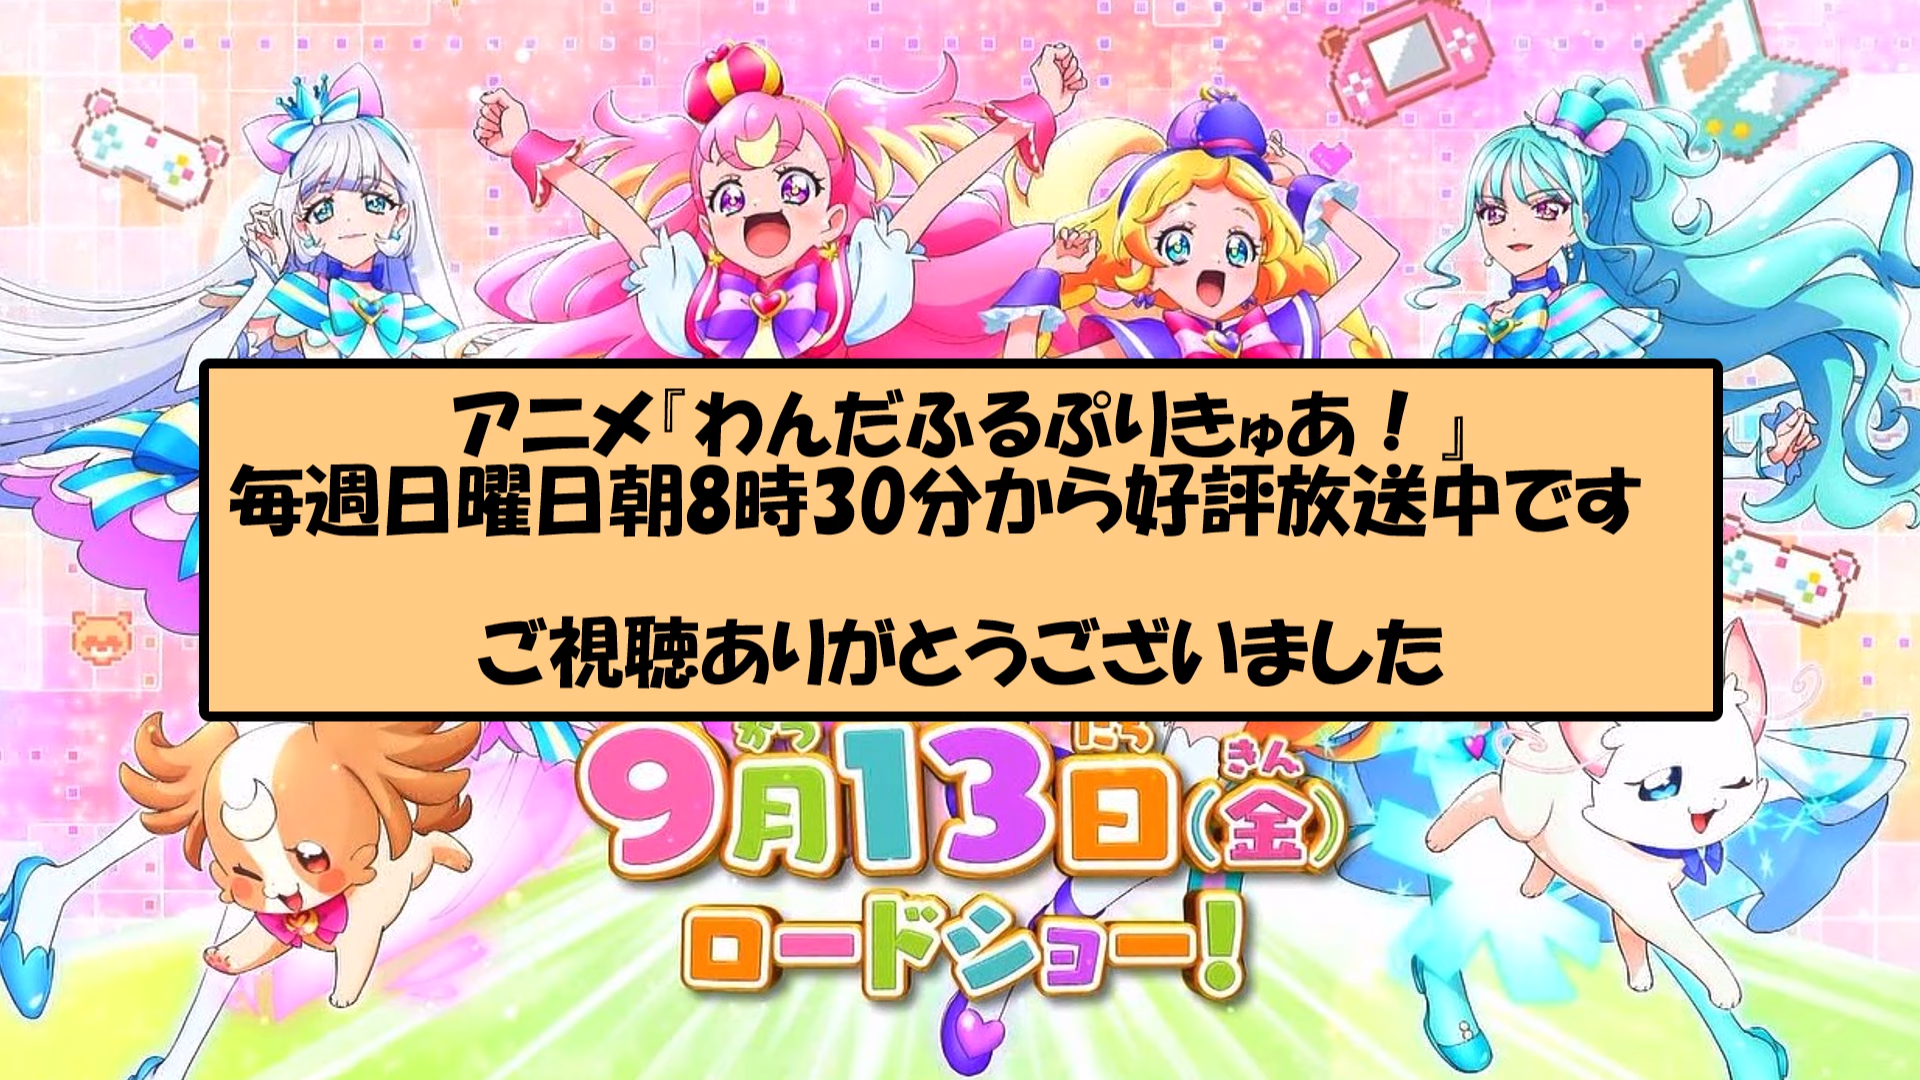 アニメ『わんだふるぷりきゅあ！』
毎週日曜日朝8時30分から好評放送中です
ご視聴ありがとうございました
9月13日(金)
きん
ロードショー!